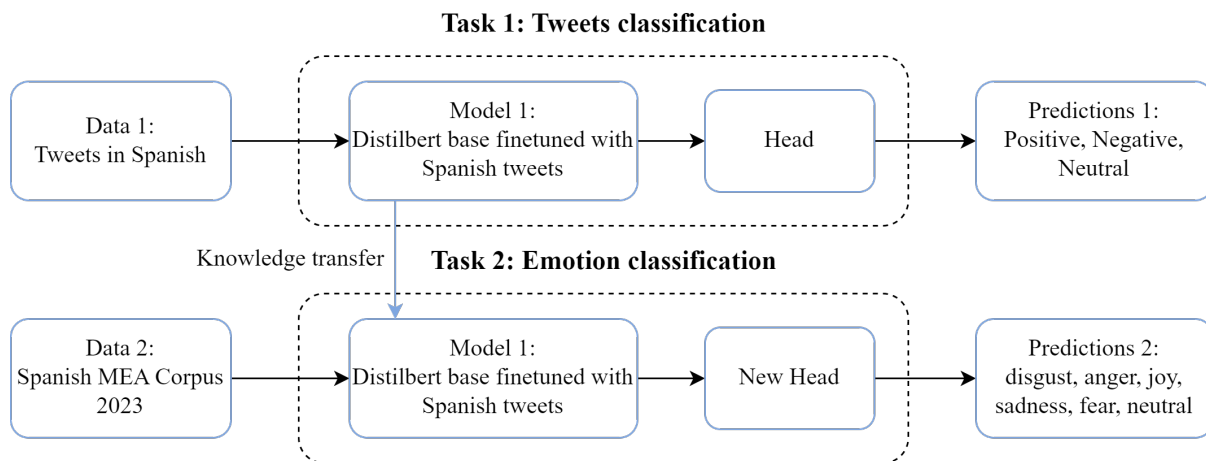 Task 1: Tweets classification
Data 1:
Tweets in Spanish
Model 1:
Distilbert base finetuned with
Spanish tweets
Head
Predictions 1:
Positive, Negative,
Neutral
Knowledge transfer
Task 2: Emotion classification
Data 2:
Spanish MEA Corpus
2023
Model 1:
Distilbert base finetuned with
Spanish tweets
New Head
Predictions 2:
disgust, anger, joy,
sadness, fear, neutral